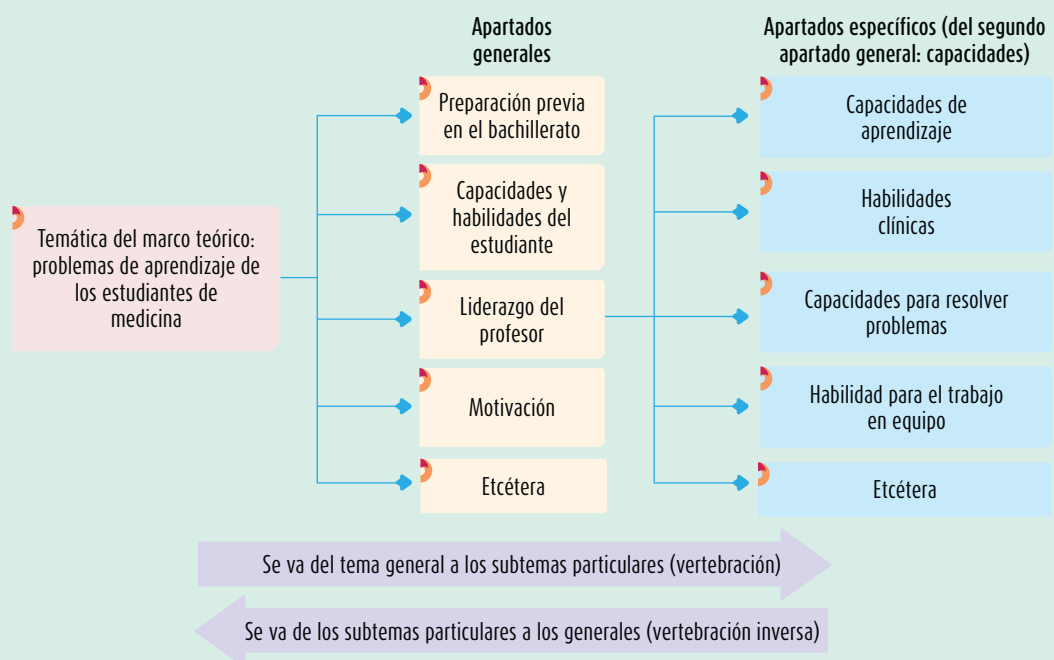 Apartados
generales
Apartados específicos (del segundo
apartado general: capacidades)
Temática del marco teórico:
problemas de aprendizaje de
los estudiantes de
medicina
Preparación previa
en el bachillerato
Capacidades y
habilidades del
estudiante
Liderazgo del
profesor
Motivación
Etcétera
Capacidades de
aprendizaje
Habilidades
clínicas
Capacidades para resolver
problemas
Habilidad para el trabajo
en equipo
Etcétera
Se va del tema general a los subtemas particulares (vertebración)
Se va de los subtemas particulares a los generales (vertebración inversa)